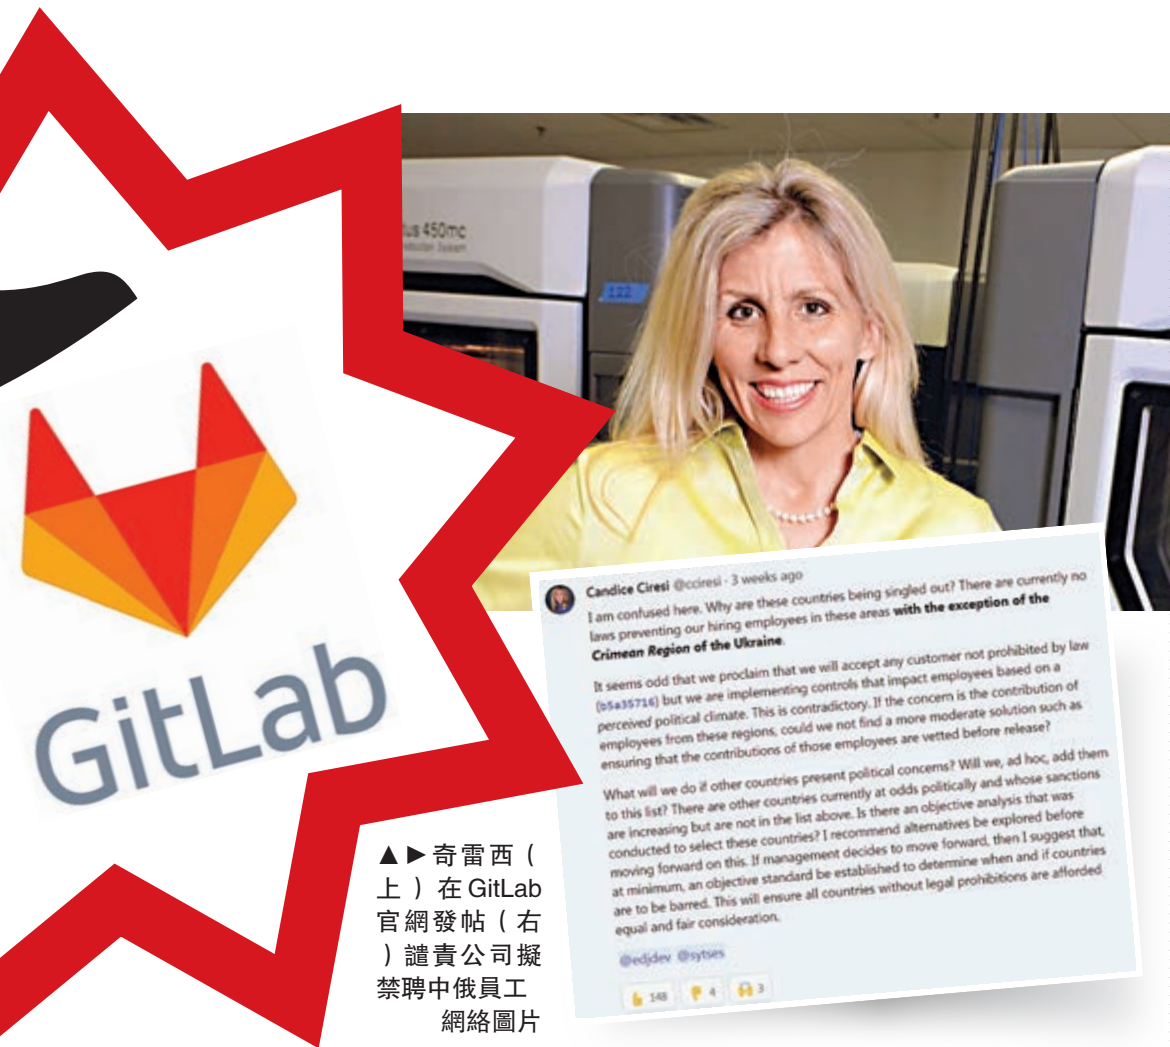 us 450mc
122
GitLab
Candice Ciresi @cciresi · 3 weeks ago
I am confused here. Why are these countries being singled out? There are currently no
laws preventing our hiring employees in these areas with the exception of the
Crimean Region of the Ukraine.
It seems odd that we proclaim that we will accept any customer not prohibited by law
(b5a35716) but we are implementing controls that impact employees based on a
perceived political climate. This is contradictory. If the concern is the contribution of
employees from these regions, could we not find a more moderate solution such as
ensuring that the contributions of those employees are vetted before release?
What will we do if other countries present political concerns? Will we, ad hoc, add them
to this list? There are other countries currently at odds politically and whose sanctions
are increasing but are not in the list above. Is there an objective analysis that was
conducted to select these countries? I recommend alternatives be explored before
moving forward on this. If management decides to move forward, then I suggest that,
at minimum, an objective standard be established to determine when and if countries
are to be barred. This will ensure all countries without legal prohibitions are afforded
equal and fair consideration.
@edjdev @sytses
148 4 3
▲▶奇雷西（
上）在GitLab
官網發帖（右
）譴責公司擬
禁聘中俄員工
網絡圖片